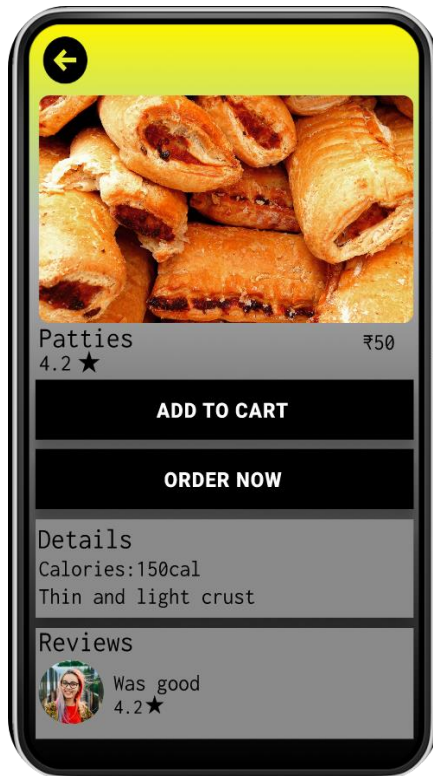 Patties
₹50
4.2 ★
ADD TO CART
ORDER NOW
Details
Calories:150cal
Thin and light crust
Reviews
Was good
4.2★